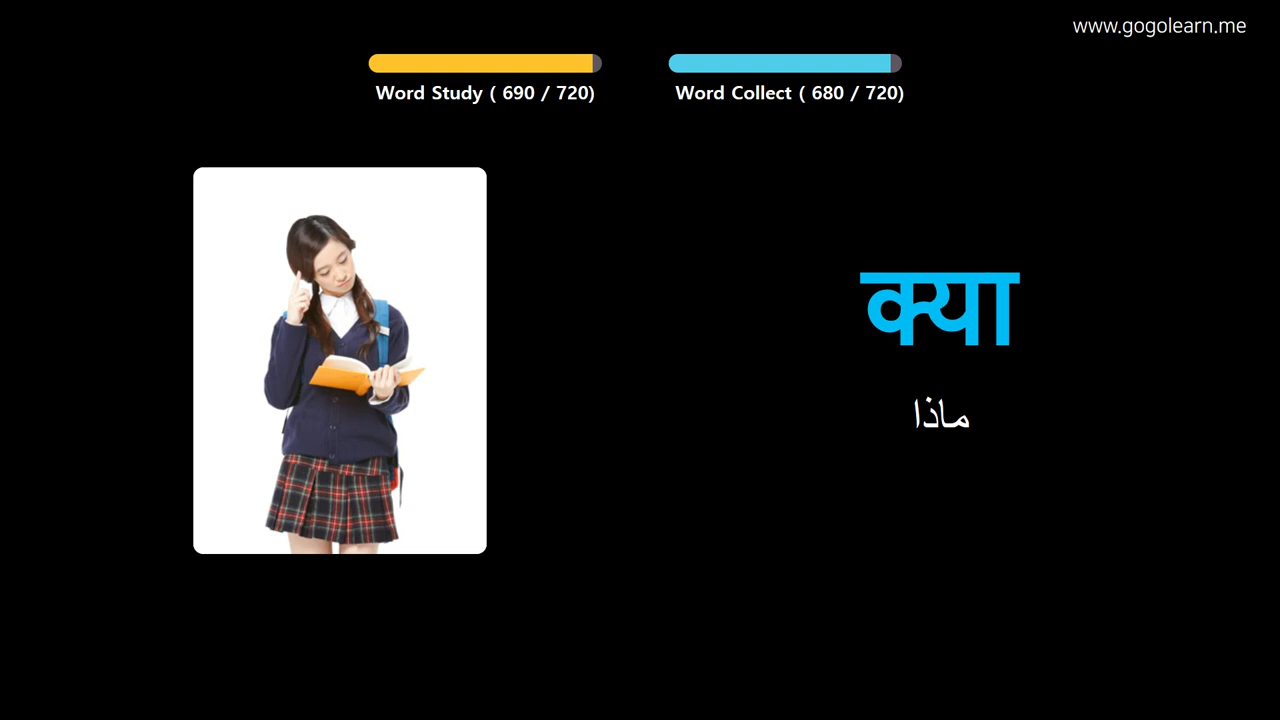 www.gogolearn.me
Word Study ( 690 / 720)
Word Collect ( 680 / 720)
क्या
ماذا